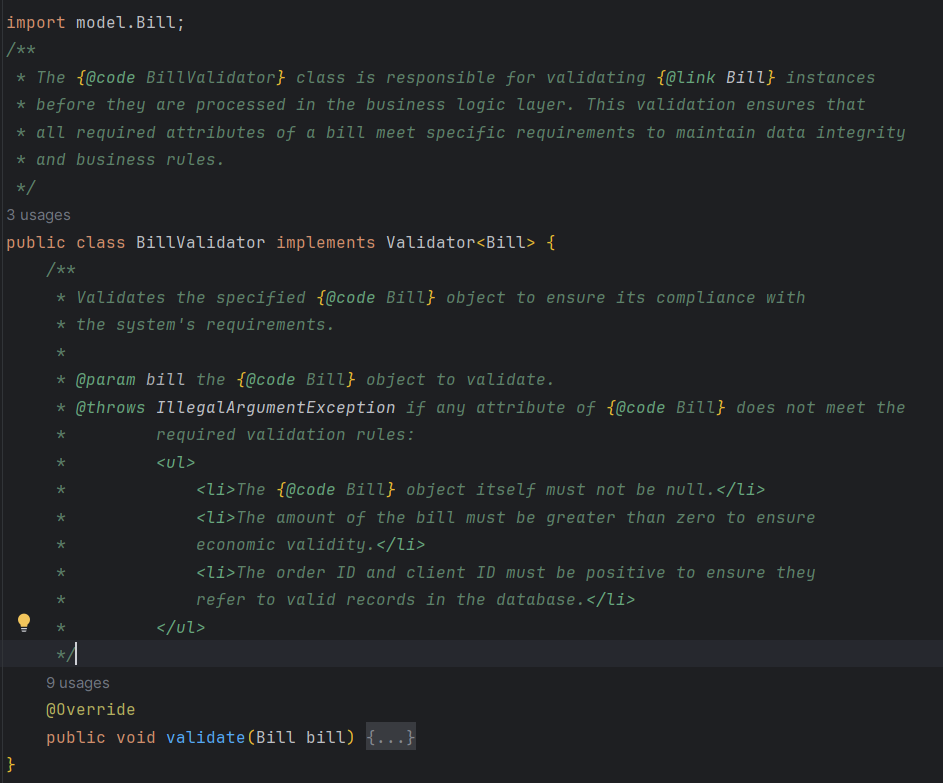 import model.Bill;
/**
 * The {@code BillValidator} class is responsible for validating {@link Bill} instances
 * before they are processed in the business logic layer. This validation ensures that
 * all required attributes of a bill meet specific requirements to maintain data integrity
 * and business rules.
 */
3 usages
public class BillValidator implements Validator<Bill> {
    /**
     * Validates the specified {@code Bill} object to ensure its compliance with
     * the system's requirements.
     *
     * @param bill the {@code Bill} object to validate.
     * @throws IllegalArgumentException if any attribute of {@code Bill} does not meet the
     *         required validation rules:
     *         <ul>
     *             <li>The {@code Bill} object itself must not be null.</li>
     *             <li>The amount of the bill must be greater than zero to ensure
     *             economic validity.</li>
     *             <li>The order ID and client ID must be positive to ensure they
     *             refer to valid records in the database.</li>
     *         </ul>
     */
    9 usages
    @Override
    public void validate(Bill bill) {...}
}